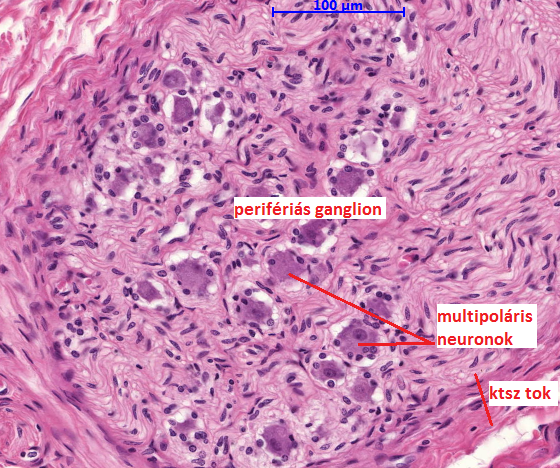 100 µm
perifériás ganglion
multipoláris
neuronok
ktsz tok